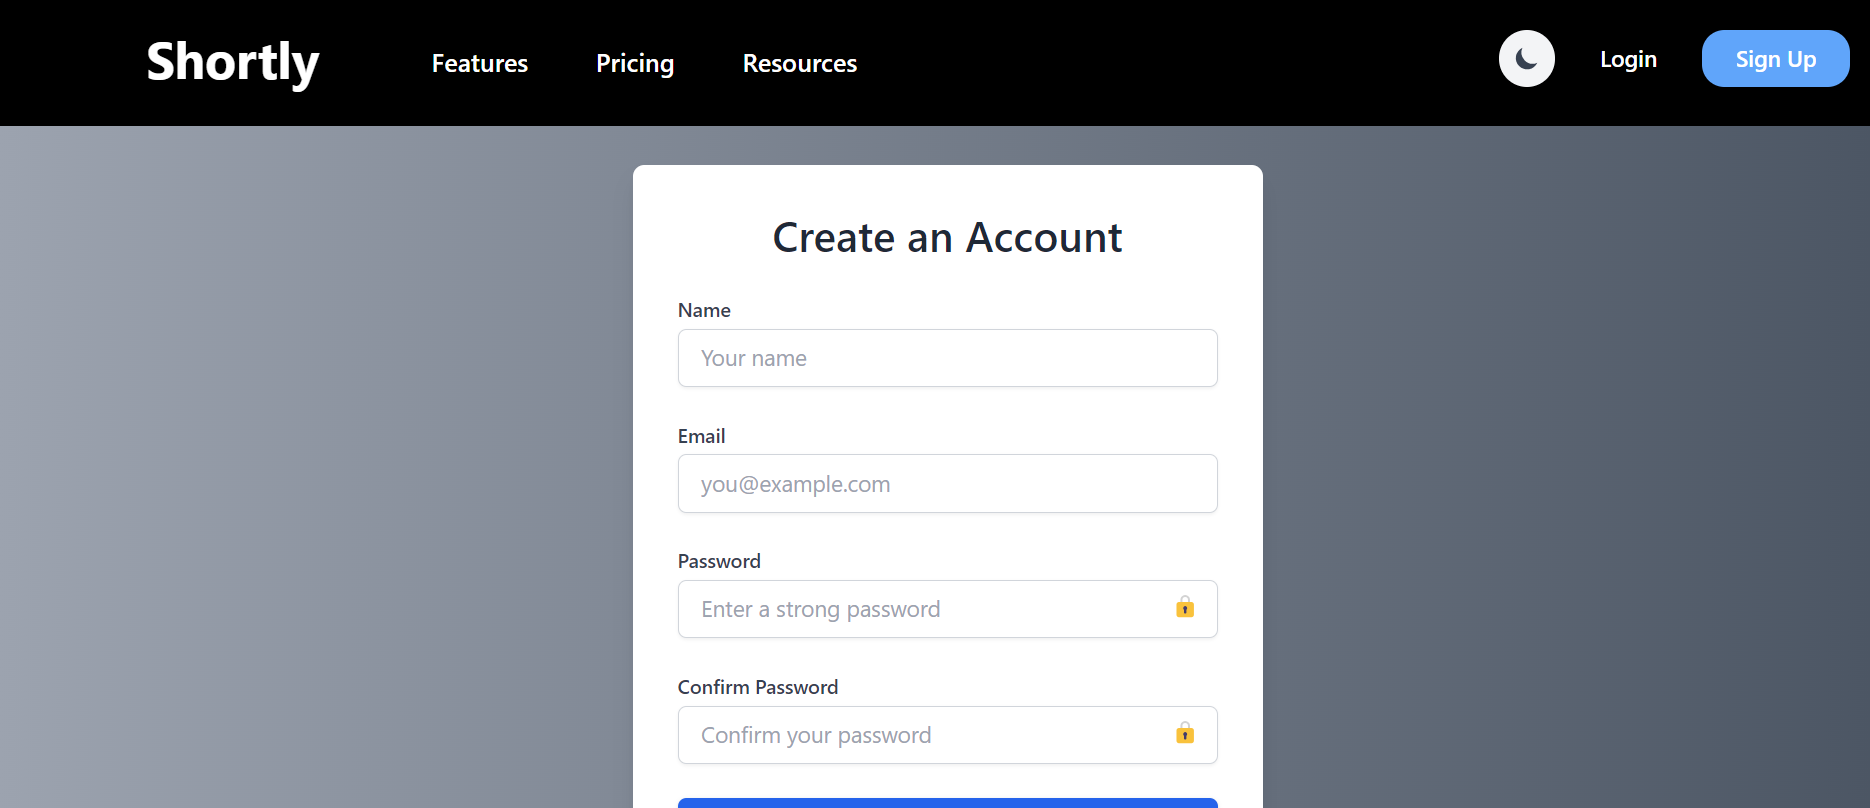 Shortly
Features Pricing Resources
Login
Sign Up
Create an Account
Name
Your name
Email
you@example.com
Password
Enter a strong password
Confirm Password
Confirm your password